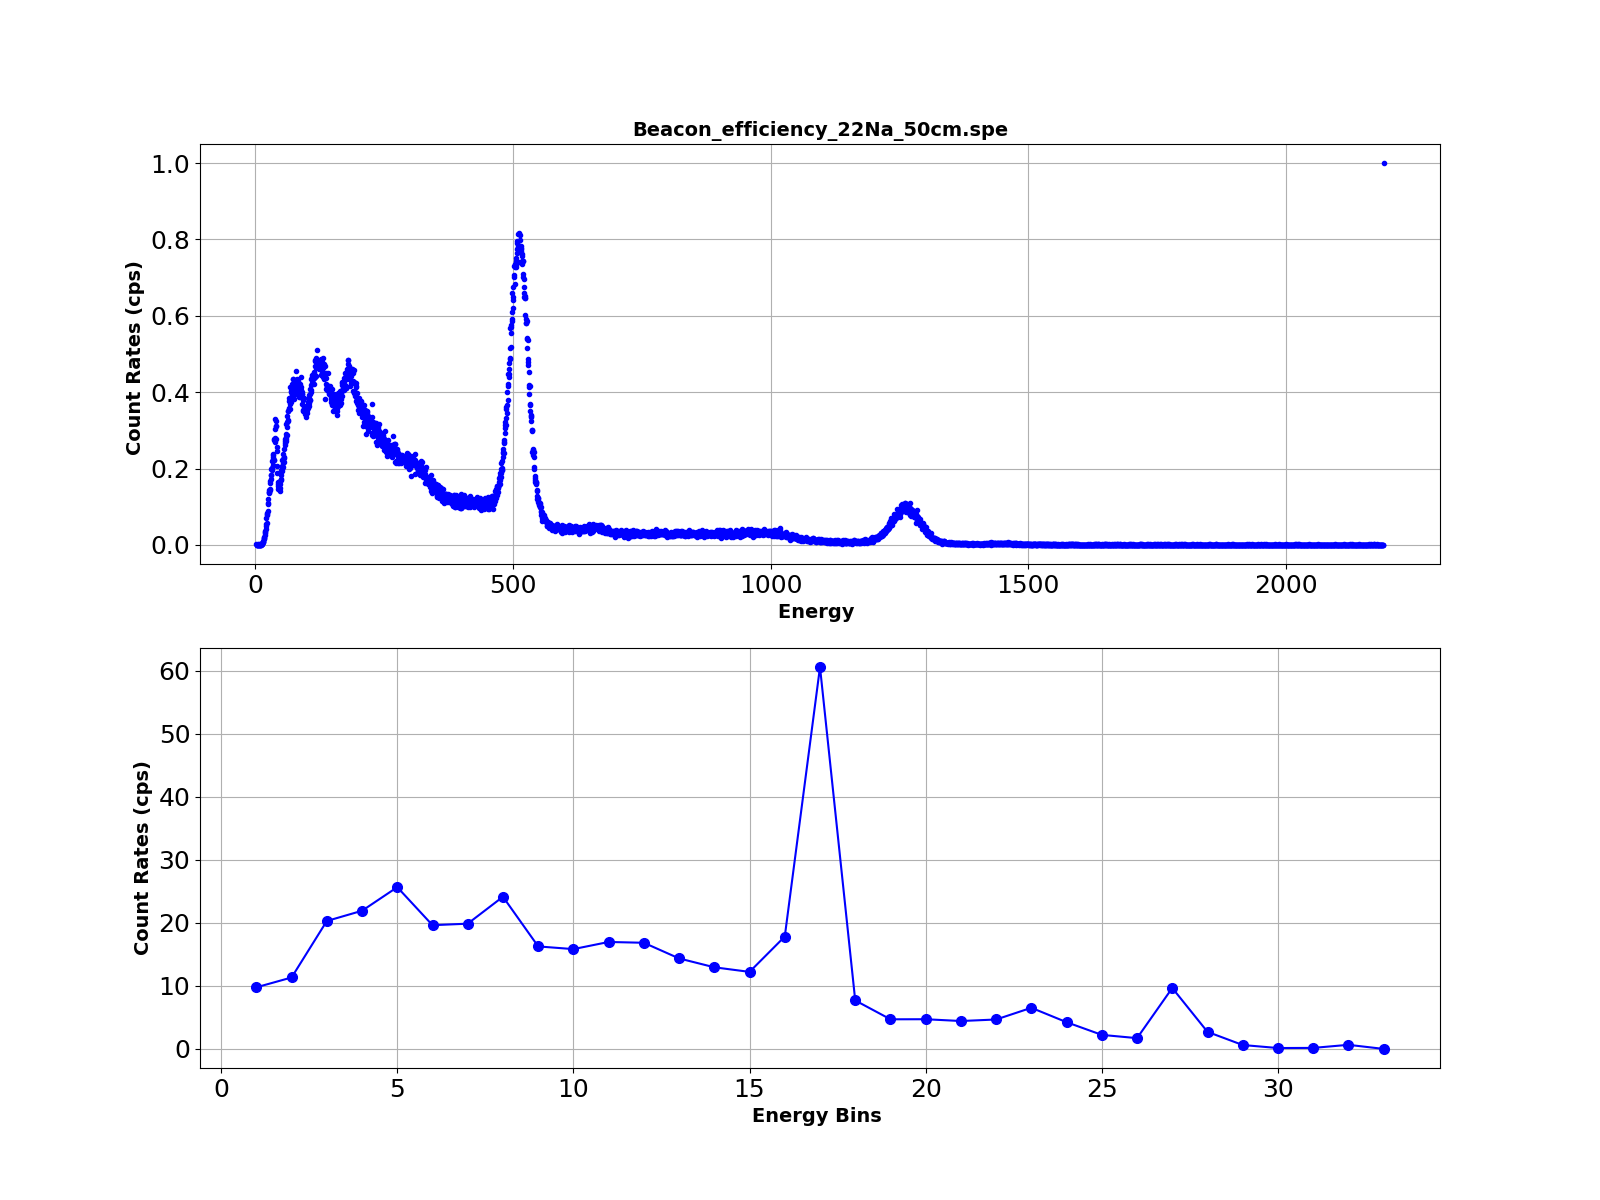 Beacon_efficiency_22Na_50cm.spe
1.0
0.8
0.6
0.4
0.2
0.0
Count Rates (cps)
0 500 1000 1500 2000
Energy
60
50
40
30
20
10
0
Count Rates (cps)
0 5 10 15 20 25 30
Energy Bins